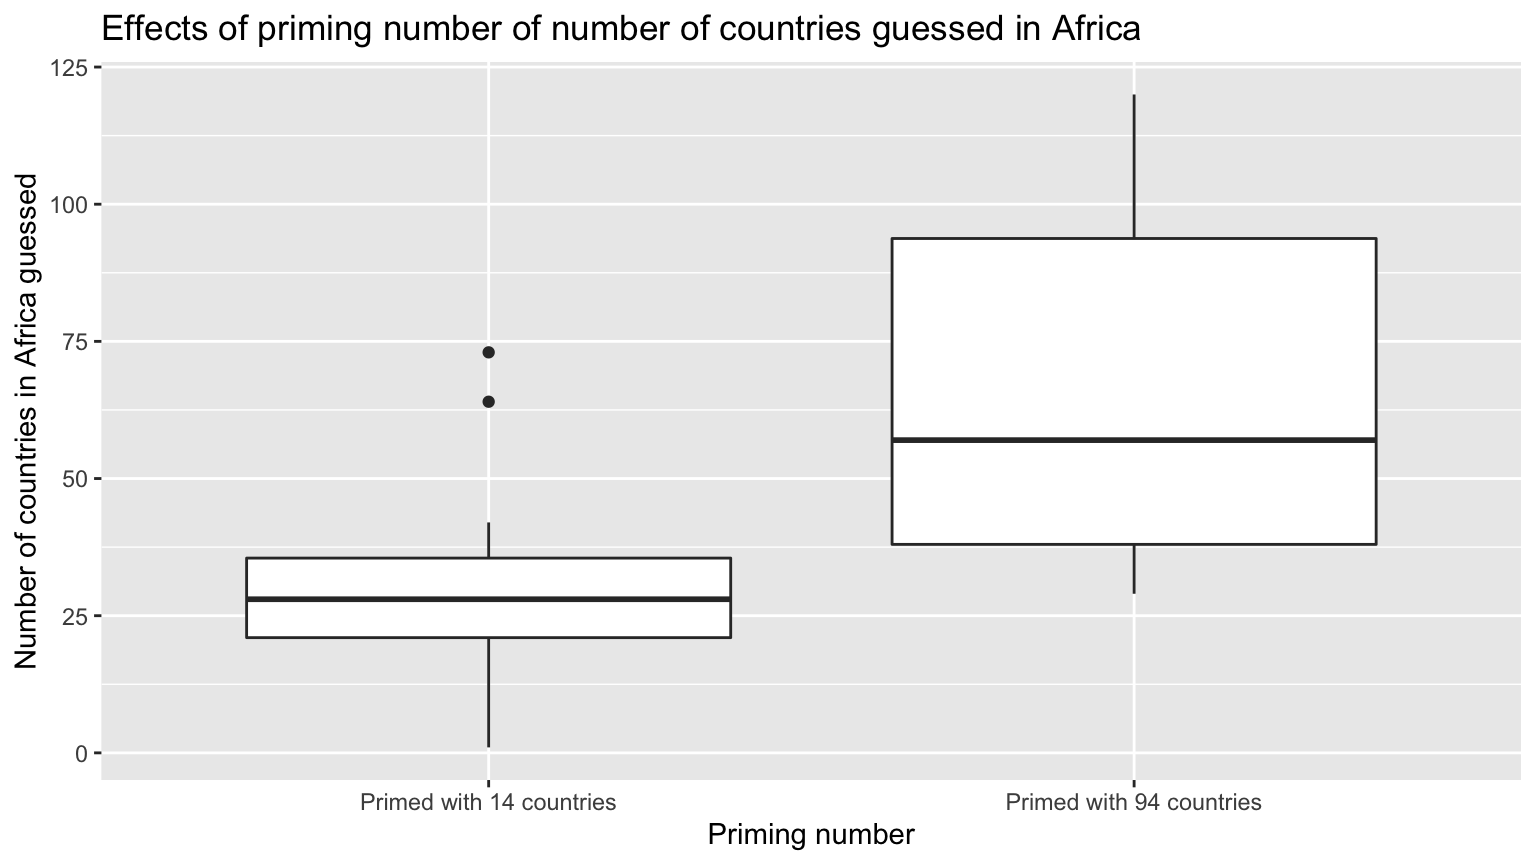 Effects of priming number of number of countries guessed in Africa
Number of countries in Africa guessed
125
100
75
50
25
0
Primed with 14 countries
Primed with 94 countries
Priming number